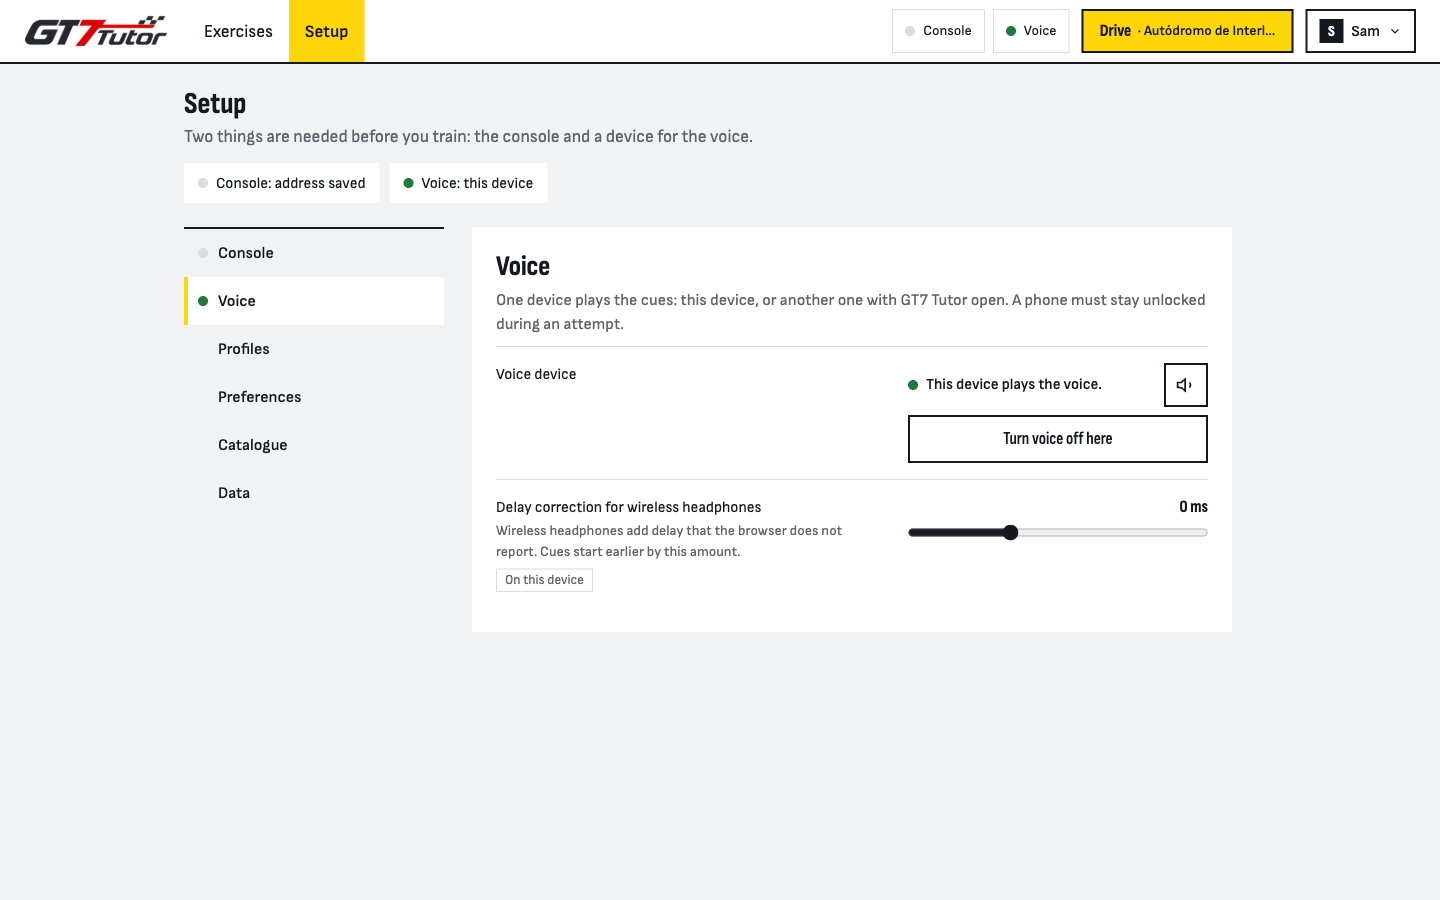 GT7 Tutor
Exercises
Setup
Console
Voice
Drive · Autódromo de Interl...
S
Sam
Setup
Two things are needed before you train: the console and a device for the voice.
Console: address saved
Voice: this device
Console
Voice
Profiles
Preferences
Catalogue
Data
Voice
One device plays the cues: this device, or another one with GT7 Tutor open. A phone must stay unlocked
during an attempt.
Voice device
This device plays the voice.
Turn voice off here
Delay correction for wireless headphones
0 ms
Wireless headphones add delay that the browser does not
report. Cues start earlier by this amount.
On this device